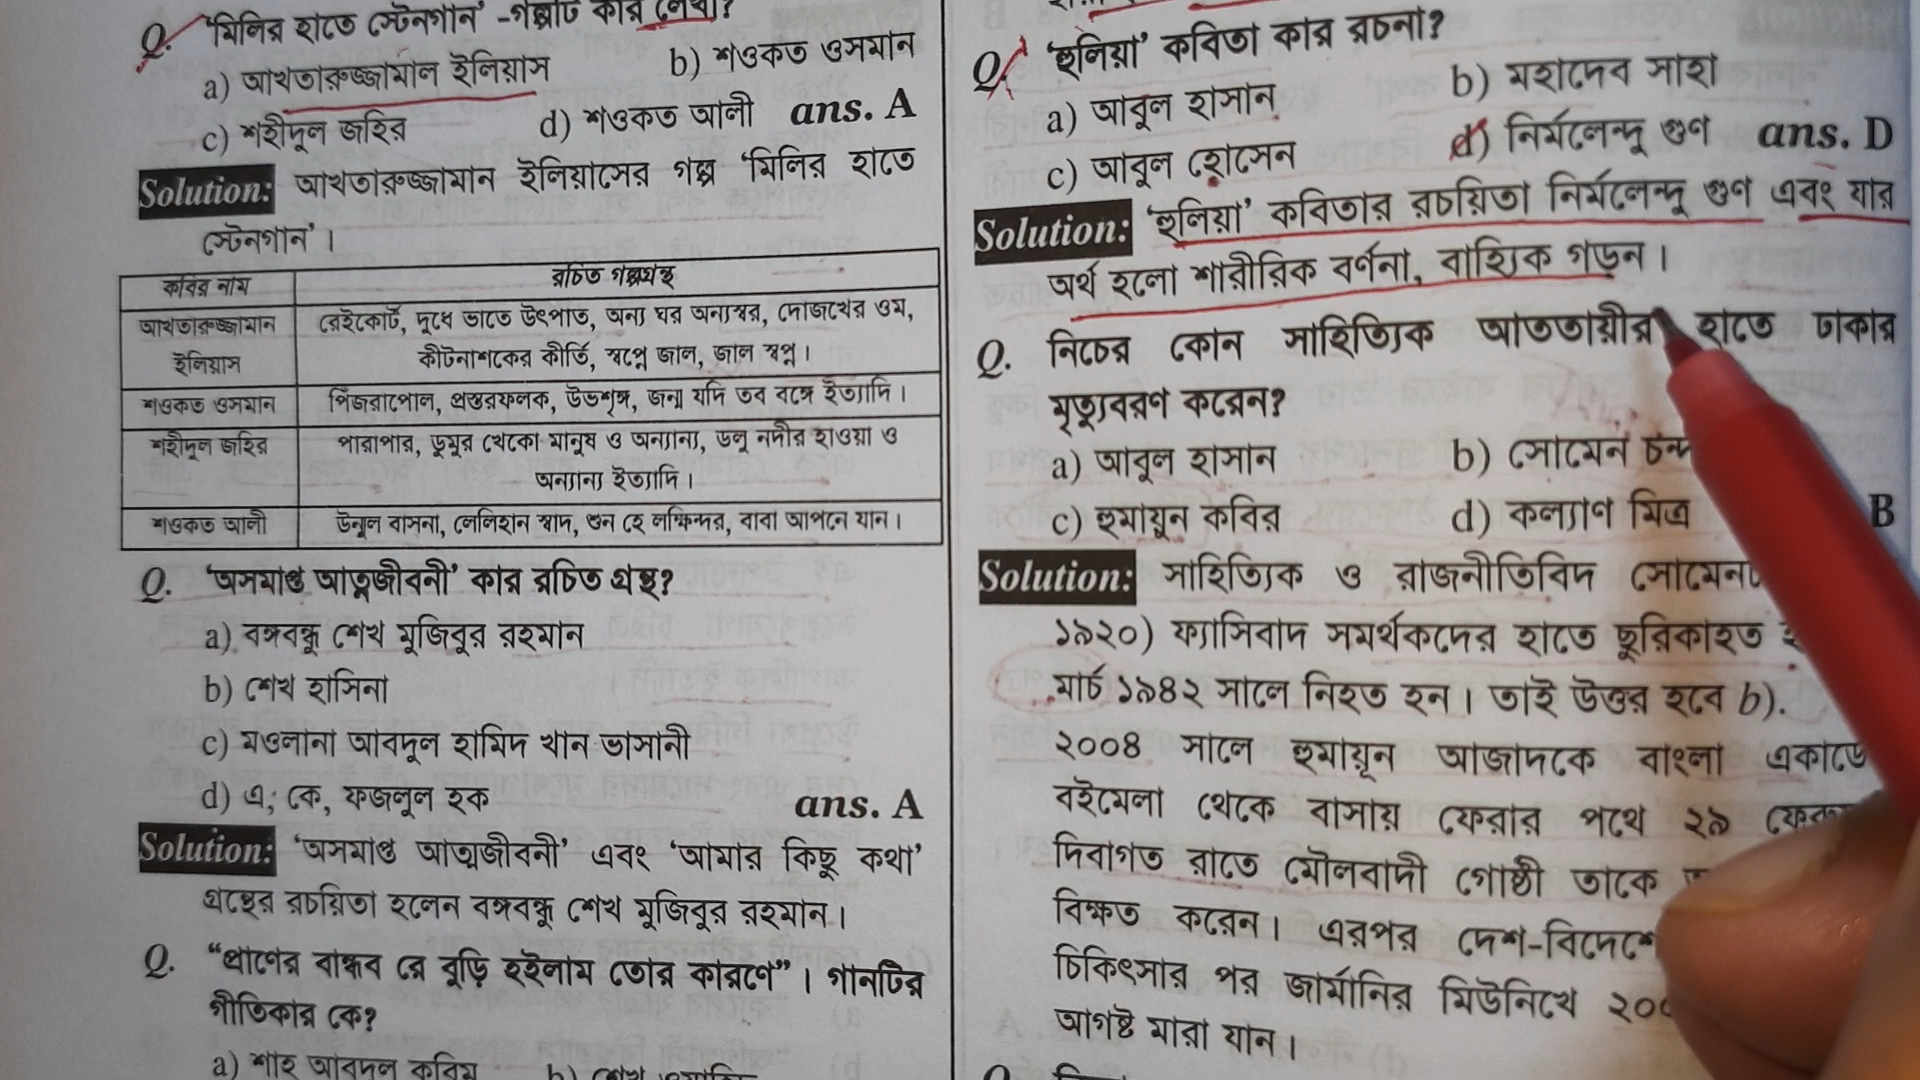 Q. 'মিলির হাতে স্টেনগান' -গল্পটি কার লেখা?
a) আখতারুজ্জামান ইলিয়াস b) শওকত ওসমান
c) শহীদুল জহির d) শওকত আলী ans. A
Solution: আখতারুজ্জামান ইলিয়াসের গল্প 'মিলির হাতে
স্টেনগান'।
কবির নাম রচিত গল্পগ্রন্থ
আখতারুজ্জামান ইলিয়াস রেইকোর্ট, দুধে ভাতে উৎপাত, অন্য ঘর অন্যস্বর, দোজখের ওম,
কীটনাশকের কীর্তি, স্বপ্নে জাল, জাল স্বপ্ন।
শওকত ওসমান পিঁজরাপোল, প্রস্তরফলক, উভশৃঙ্গ, জন্ম যদি তব বঙ্গে ইত্যাদি।
শহীদুল জহির পারাপার, ডুমুর খেকো মানুষ ও অন্যান্য, ডলু নদীর হাওয়া ও
অন্যান্য ইত্যাদি।
শওকত আলী উন্মুল বাসনা, লেলিহান স্বাদ, শুন হে লক্ষিন্দর, বাবা আপনে যান।
Q. 'অসমাপ্ত আত্মজীবনী' কার রচিত গ্রন্থ?
a) বঙ্গবন্ধু শেখ মুজিবুর রহমান
b) শেখ হাসিনা
c) মওলানা আবদুল হামিদ খান ভাসানী
d) এ, কে, ফজলুল হক ans. A
Solution: 'অসমাপ্ত আত্মজীবনী' এবং 'আমার কিছু কথা'
গ্রন্থের রচয়িতা হলেন বঙ্গবন্ধু শেখ মুজিবুর রহমান।
Q. "প্রাণের বান্ধব রে বুড়ি হইলাম তোর কারণে"। গানটির
গীতিকার কে?
a) শাহ আবদুল করিম b) শেখ
Q. 'হুলিয়া' কবিতা কার রচনা?
a) আবুল হাসান b) মহাদেব সাহা
c) আবুল হোসেন d) নির্মলেন্দু গুণ ans. D
Solution: 'হুলিয়া' কবিতার রচয়িতা নির্মলেন্দু গুণ এবং যার
অর্থ হলো শারীরিক বর্ণনা, বাহ্যিক গড়ন।
Q. নিচের কোন সাহিত্যিক আততায়ীর হাতে ঢাকার
মৃত্যুবরণ করেন?
a) আবুল হাসান b) সোমেন চন্দ
c) হুমায়ুন কবির d) কল্যাণ মিত্র B
Solution: সাহিত্যিক ও রাজনীতিবিদ
১৯২০) ফ্যাসিবাদ সমর্থকদের হাতে ছুরিকাহত
মার্চ ১৯৪২ সালে নিহত হন। তাই উত্তর হবে b).
২০০৪ সালে হুমায়ূন আজাদকে বাংলা
বইমেলা থেকে বাসায় ফেরার পথে ২৯
দিবাগত রাতে মৌলবাদী গোষ্ঠী তাকে
বিক্ষত করেন। এরপর দেশ-বিদেশে
চিকিৎসার পর জার্মানির মিউনিখে
আগষ্ট মারা যান।